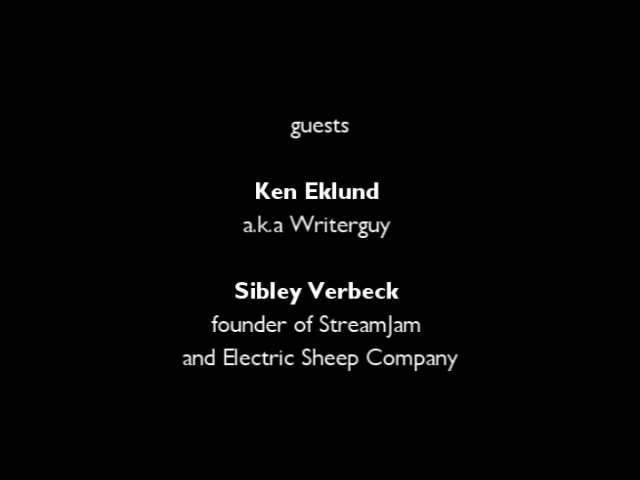 guests
Ken Eklund
a.k.a Writerguy
Sibley Verbeck
founder of StreamJam
and Electric Sheep Company